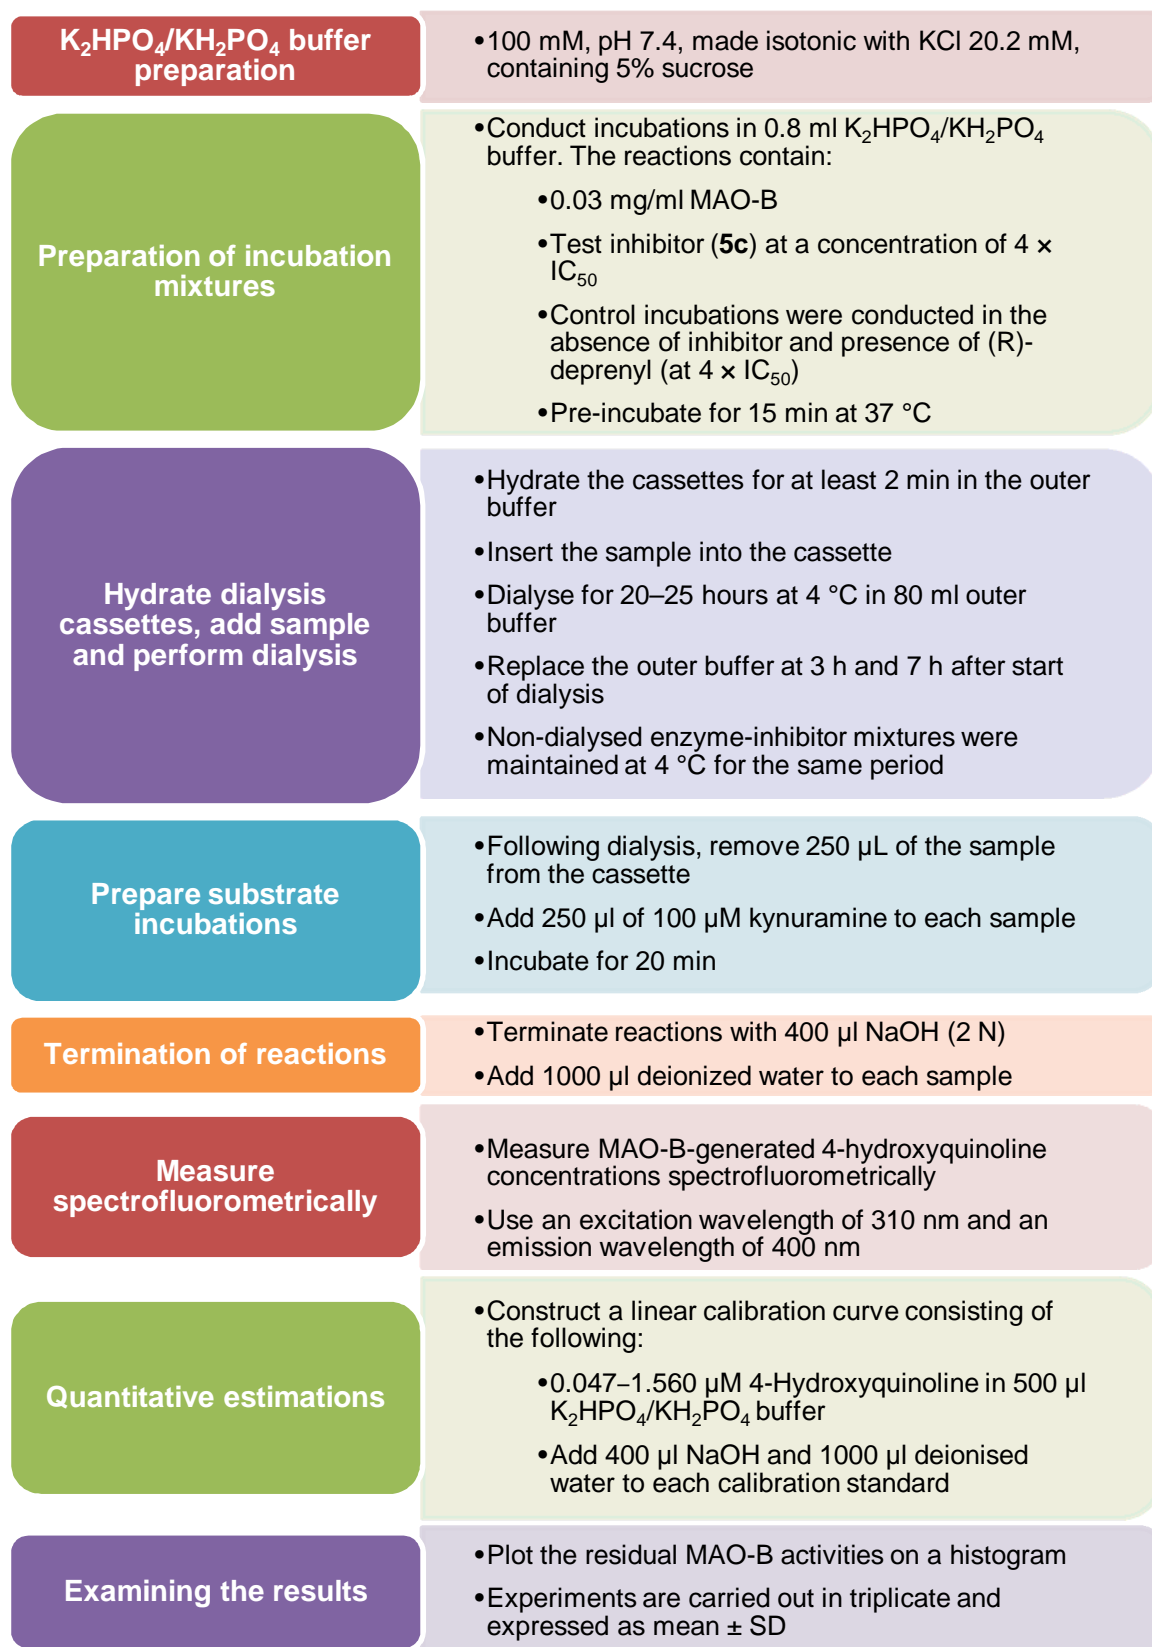 K₂HPO₄/KH₂PO₄ buffer
preparation
•100 mM, pH 7.4, made isotonic with KCl 20.2 mM,
containing 5% sucrose
Preparation of incubation
mixtures
•Conduct incubations in 0.8 ml K₂HPO₄/KH₂PO₄
buffer. The reactions contain:
•0.03 mg/ml MAO-B
•Test inhibitor (5c) at a concentration of 4 ×
IC₅₀
•Control incubations were conducted in the
absence of inhibitor and presence of (R)-
deprenyl (at 4 × IC₅₀)
•Pre-incubate for 15 min at 37 °C
Hydrate dialysis
cassettes, add sample
and perform dialysis
•Hydrate the cassettes for at least 2 min in the outer
buffer
•Insert the sample into the cassette
•Dialyse for 20–25 hours at 4 °C in 80 ml outer
buffer
•Replace the outer buffer at 3 h and 7 h after start
of dialysis
•Non-dialysed enzyme-inhibitor mixtures were
maintained at 4 °C for the same period
Prepare substrate
incubations
•Following dialysis, remove 250 µL of the sample
from the cassette
•Add 250 µl of 100 µM kynuramine to each sample
•Incubate for 20 min
Termination of reactions
•Terminate reactions with 400 µl NaOH (2 N)
•Add 1000 µl deionized water to each sample
Measure
spectrofluorometrically
•Measure MAO-B-generated 4-hydroxyquinoline
concentrations spectrofluorometrically
•Use an excitation wavelength of 310 nm and an
emission wavelength of 400 nm
Quantitative estimations
•Construct a linear calibration curve consisting of
the following:
•0.047–1.560 µM 4-Hydroxyquinoline in 500 µl
K₂HPO₄/KH₂PO₄ buffer
•Add 400 µl NaOH and 1000 µl deionised
water to each calibration standard
Examining the results
•Plot the residual MAO-B activities on a histogram
•Experiments are carried out in triplicate and
expressed as mean ± SD